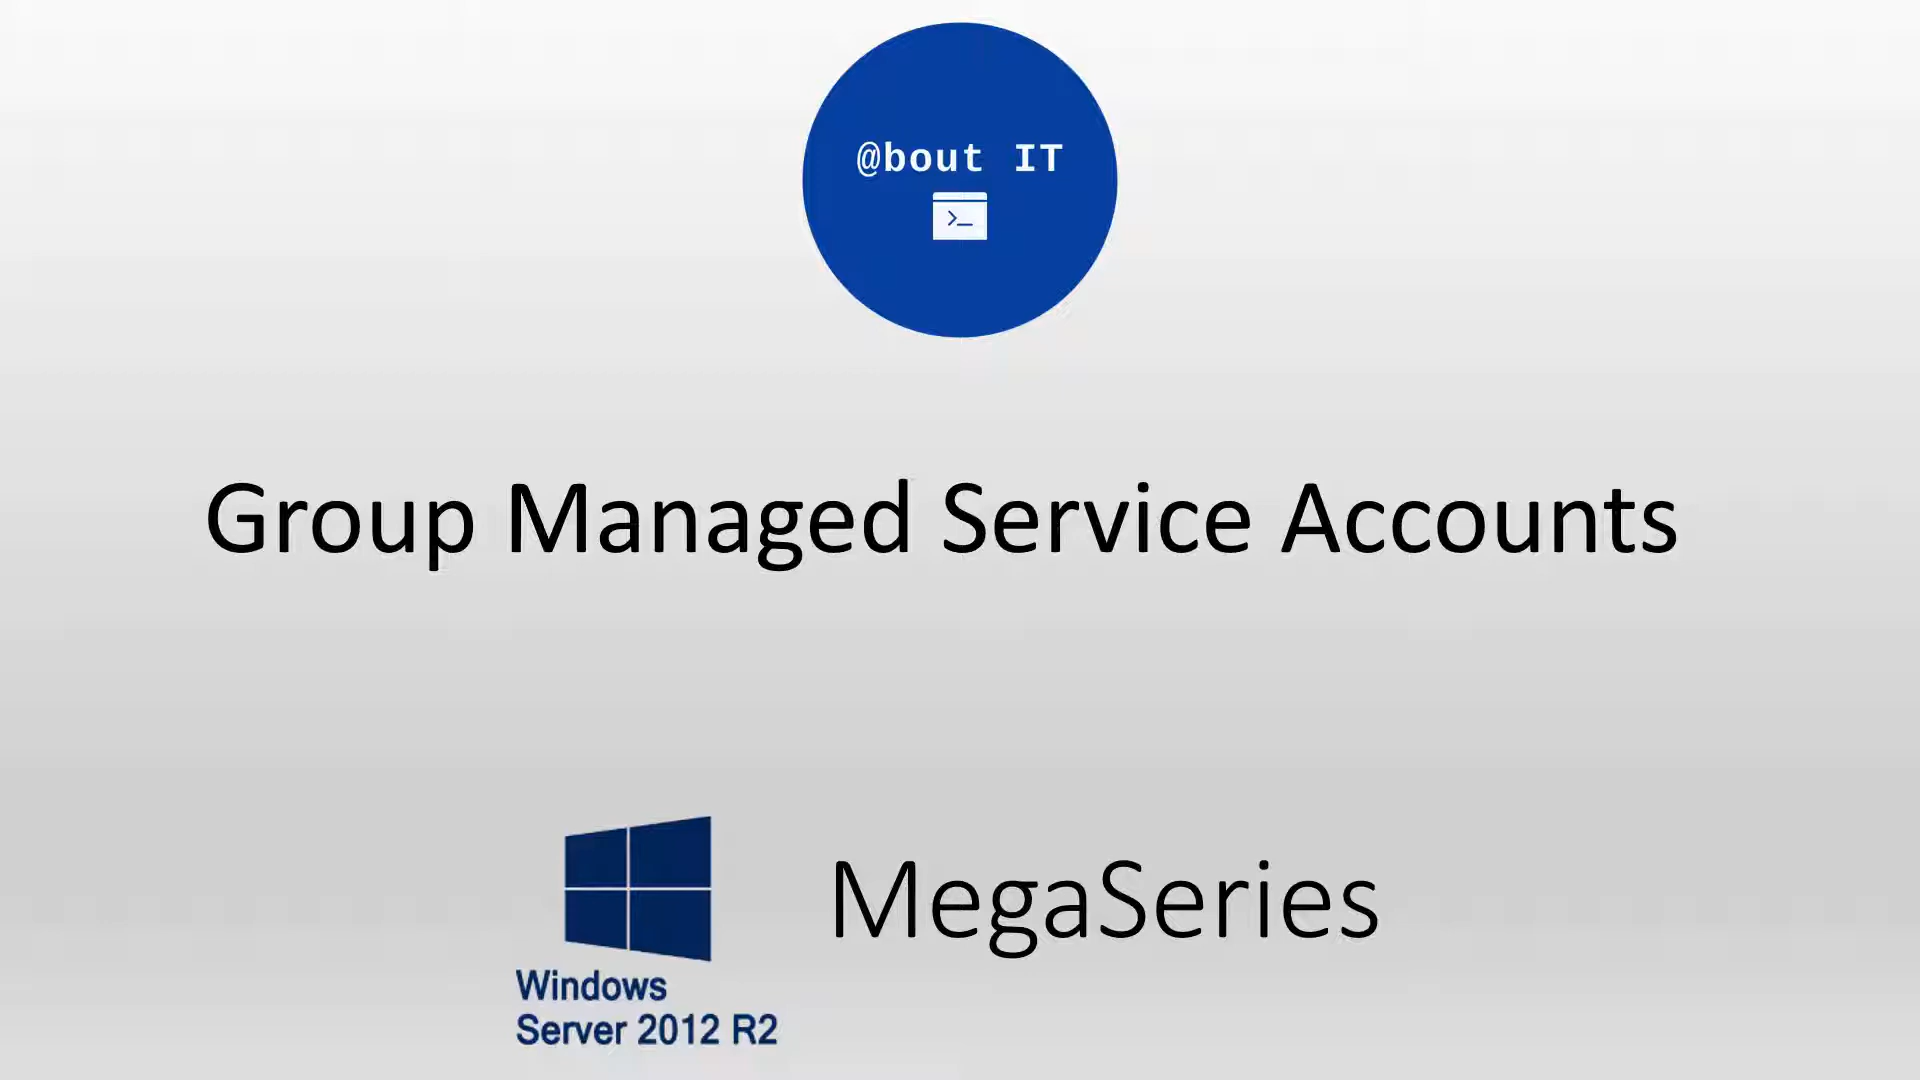 @bout IT
>_
Group Managed Service Accounts
MegaSeries
Windows
Server 2012 R2